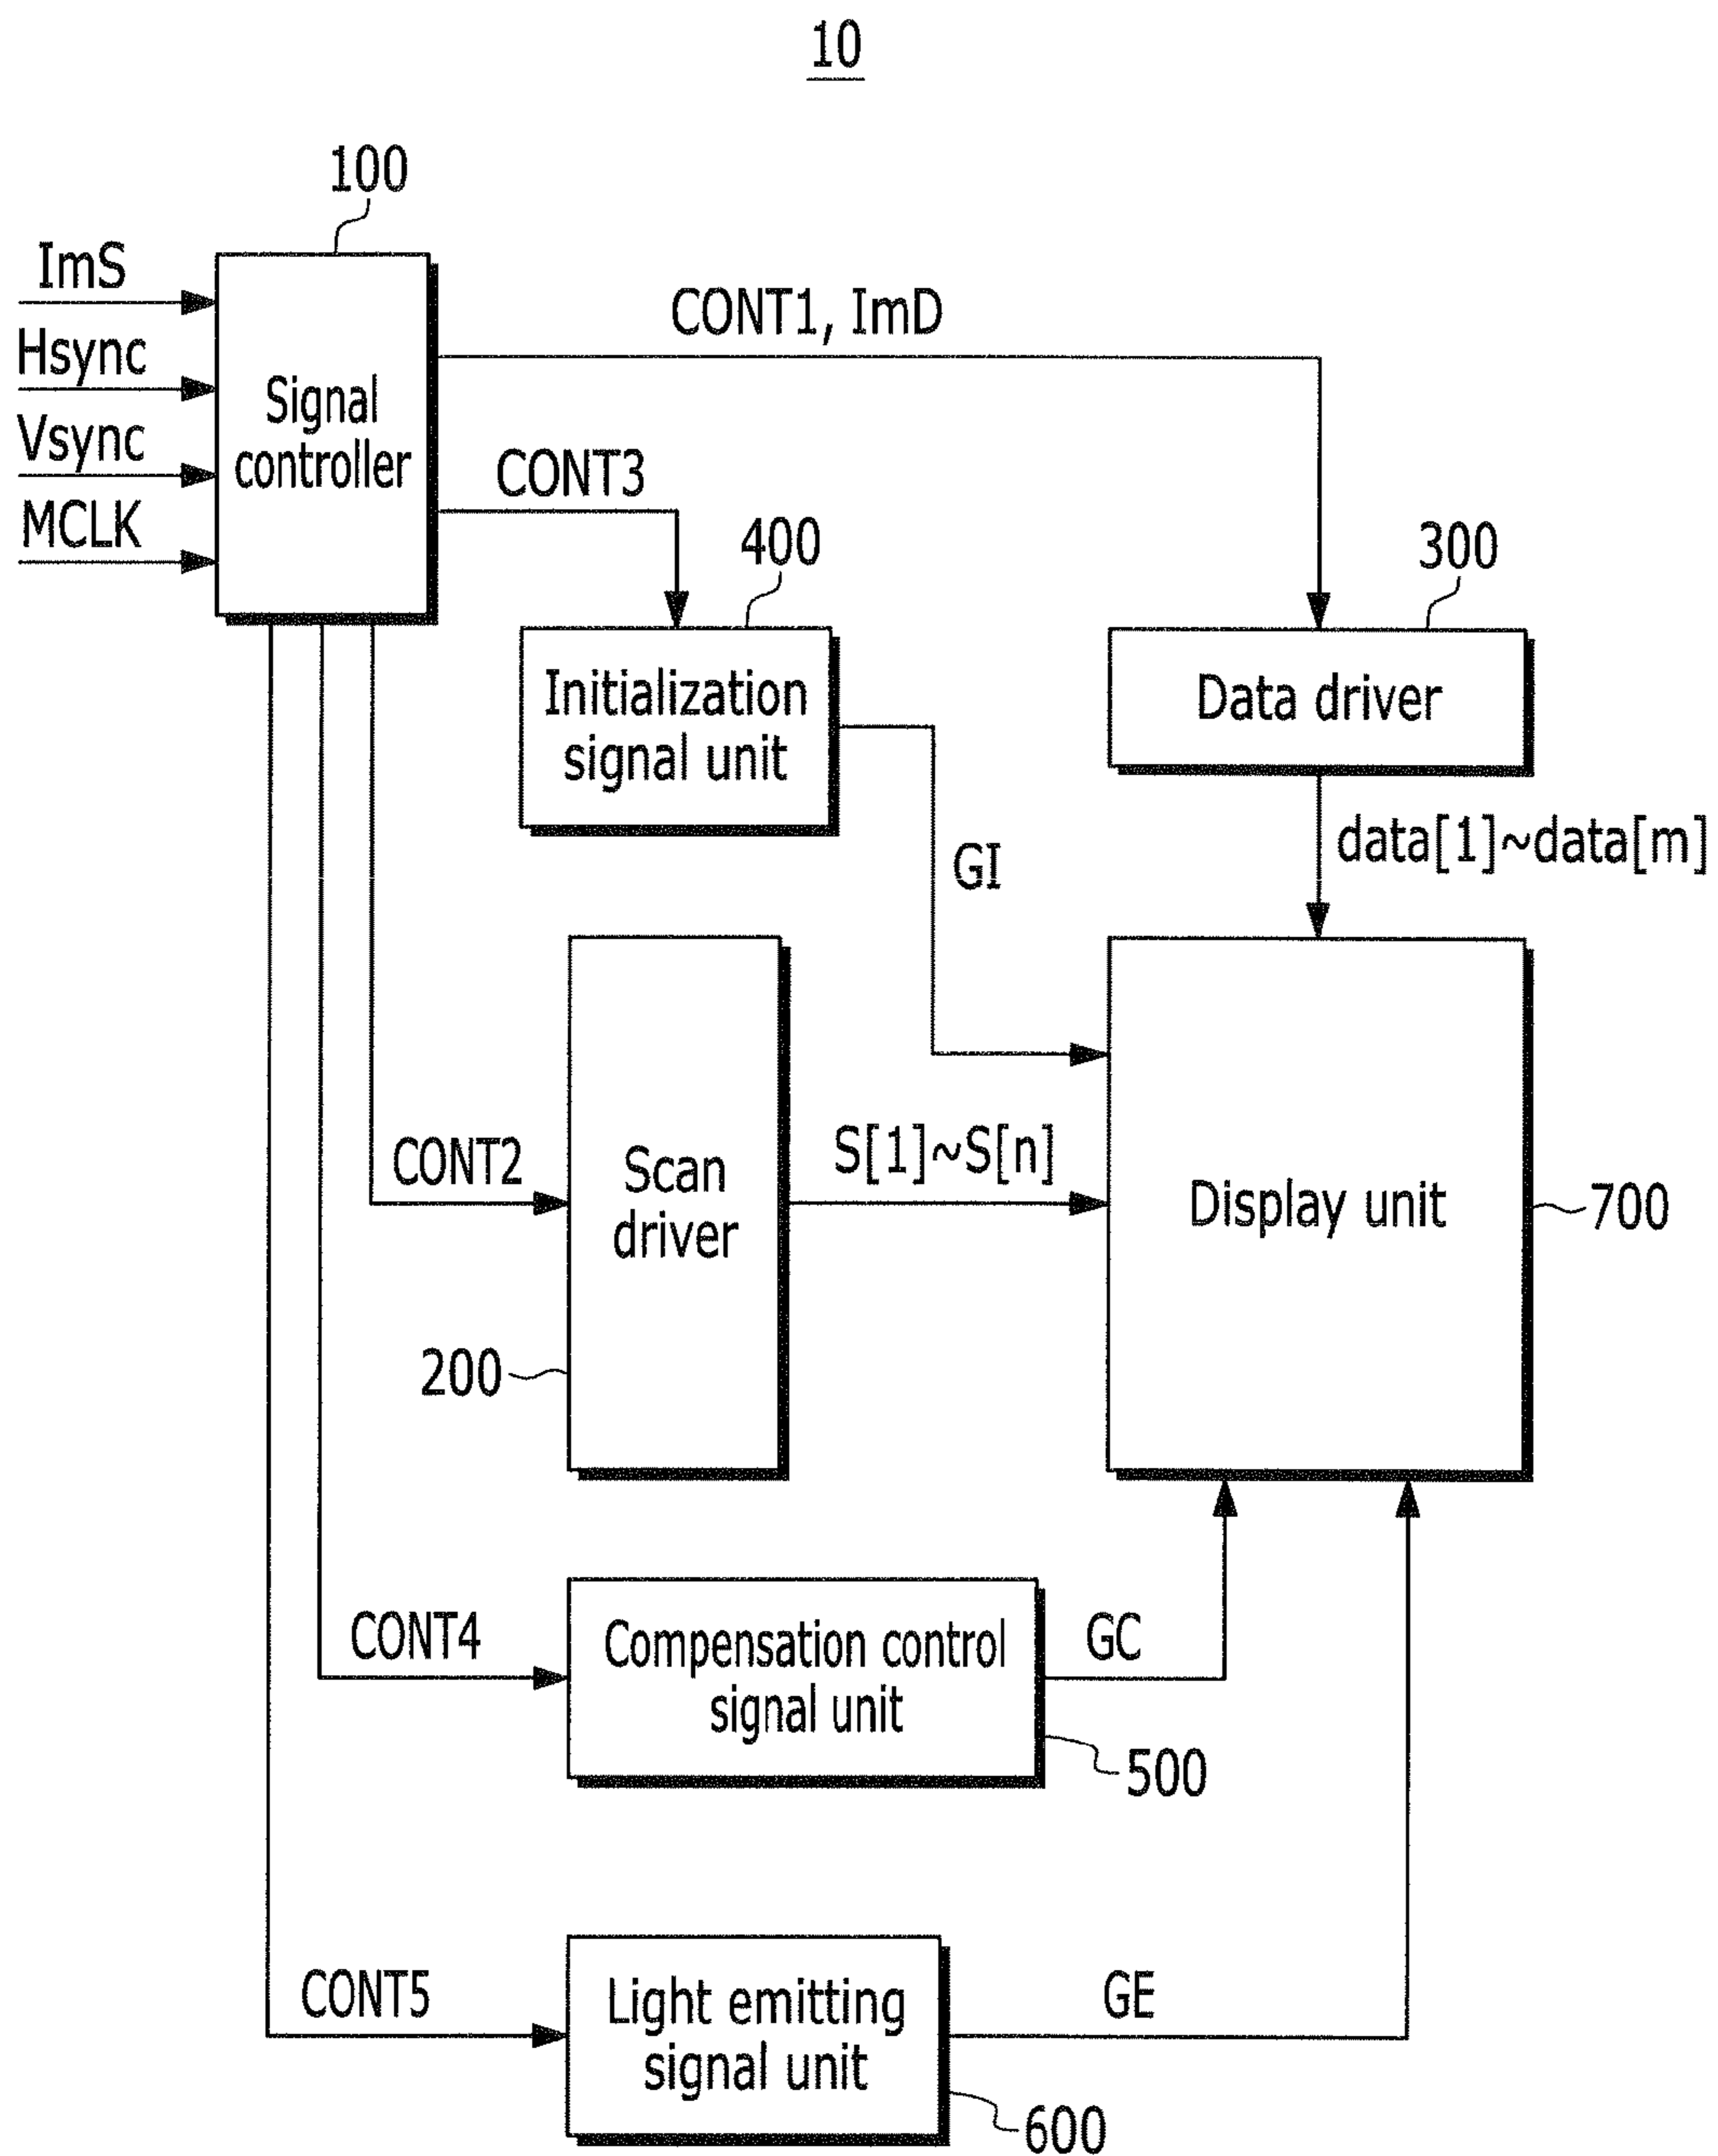 10
100
ImS
Hsync
Vsync
MCLK
Signal
controller
CONT1, ImD
CONT3
400
300
Initialization
signal unit
Data driver
GI
data[1]~data[m]
CONT2
Scan
driver
S[1]~S[n]
Display unit
700
200
CONT4
Compensation control
signal unit
GC
500
CONT5
Light emitting
signal unit
GE
600